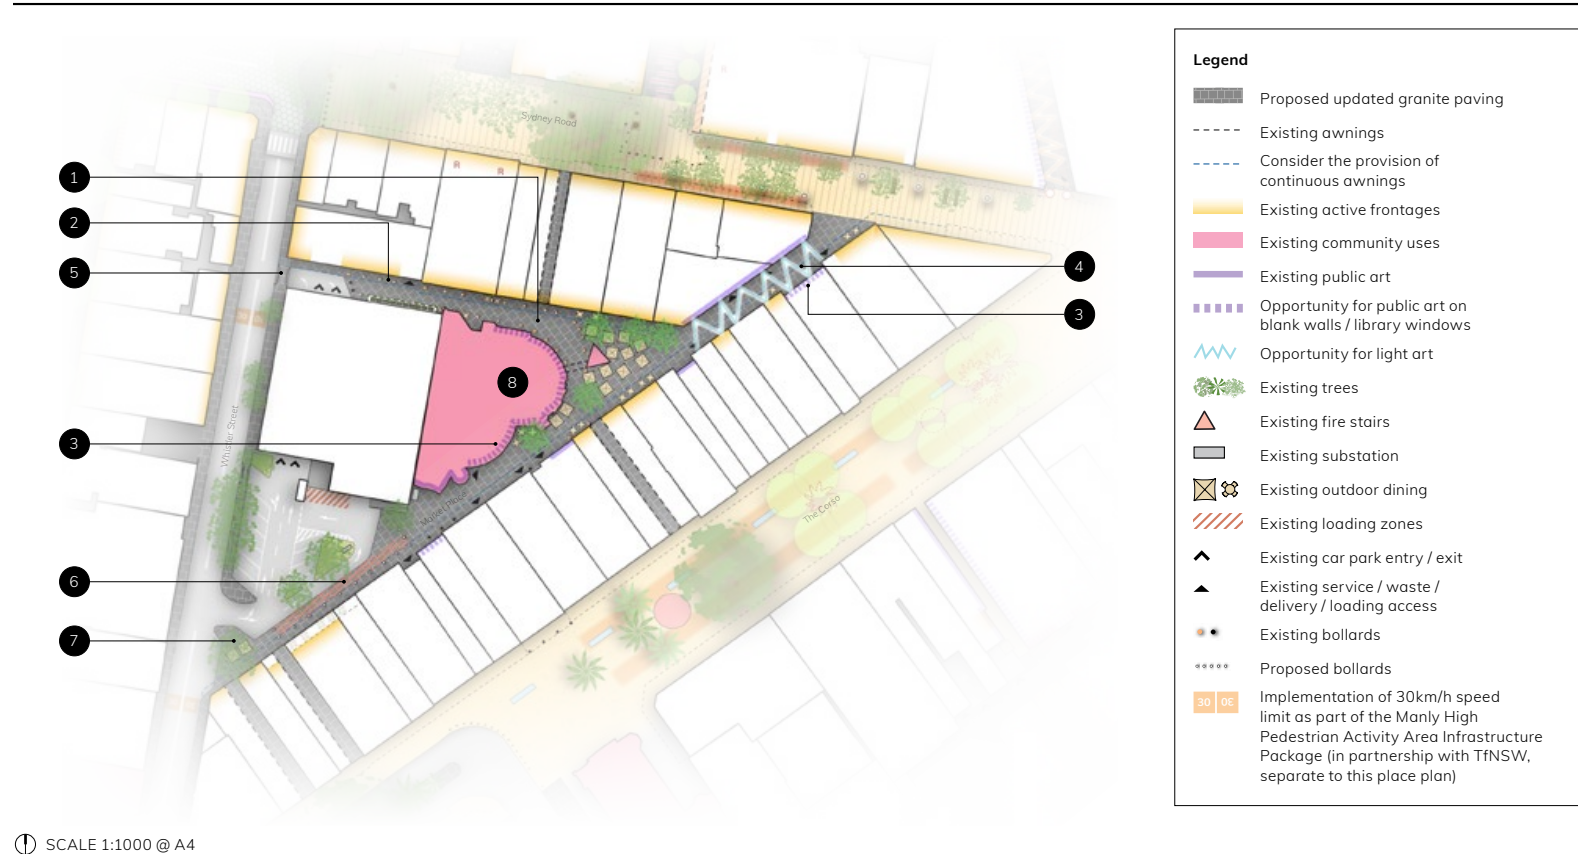 Sydney Road
1
2
5
4
3
8
3
Whistler Street
Market Place
The Corso
6
7
Legend
Proposed updated granite paving
Existing awnings
Consider the provision of
continuous awnings
Existing active frontages
Existing community uses
Existing public art
Opportunity for public art on
blank walls / library windows
Opportunity for light art
Existing trees
Existing fire stairs
Existing substation
Existing outdoor dining
Existing loading zones
Existing car park entry / exit
Existing service / waste /
delivery / loading access
Existing bollards
Proposed bollards
30 30
Implementation of 30km/h speed
limit as part of the Manly High
Pedestrian Activity Area Infrastructure
Package (in partnership with TfNSW,
separate to this place plan)
SCALE 1:1000 @ A4